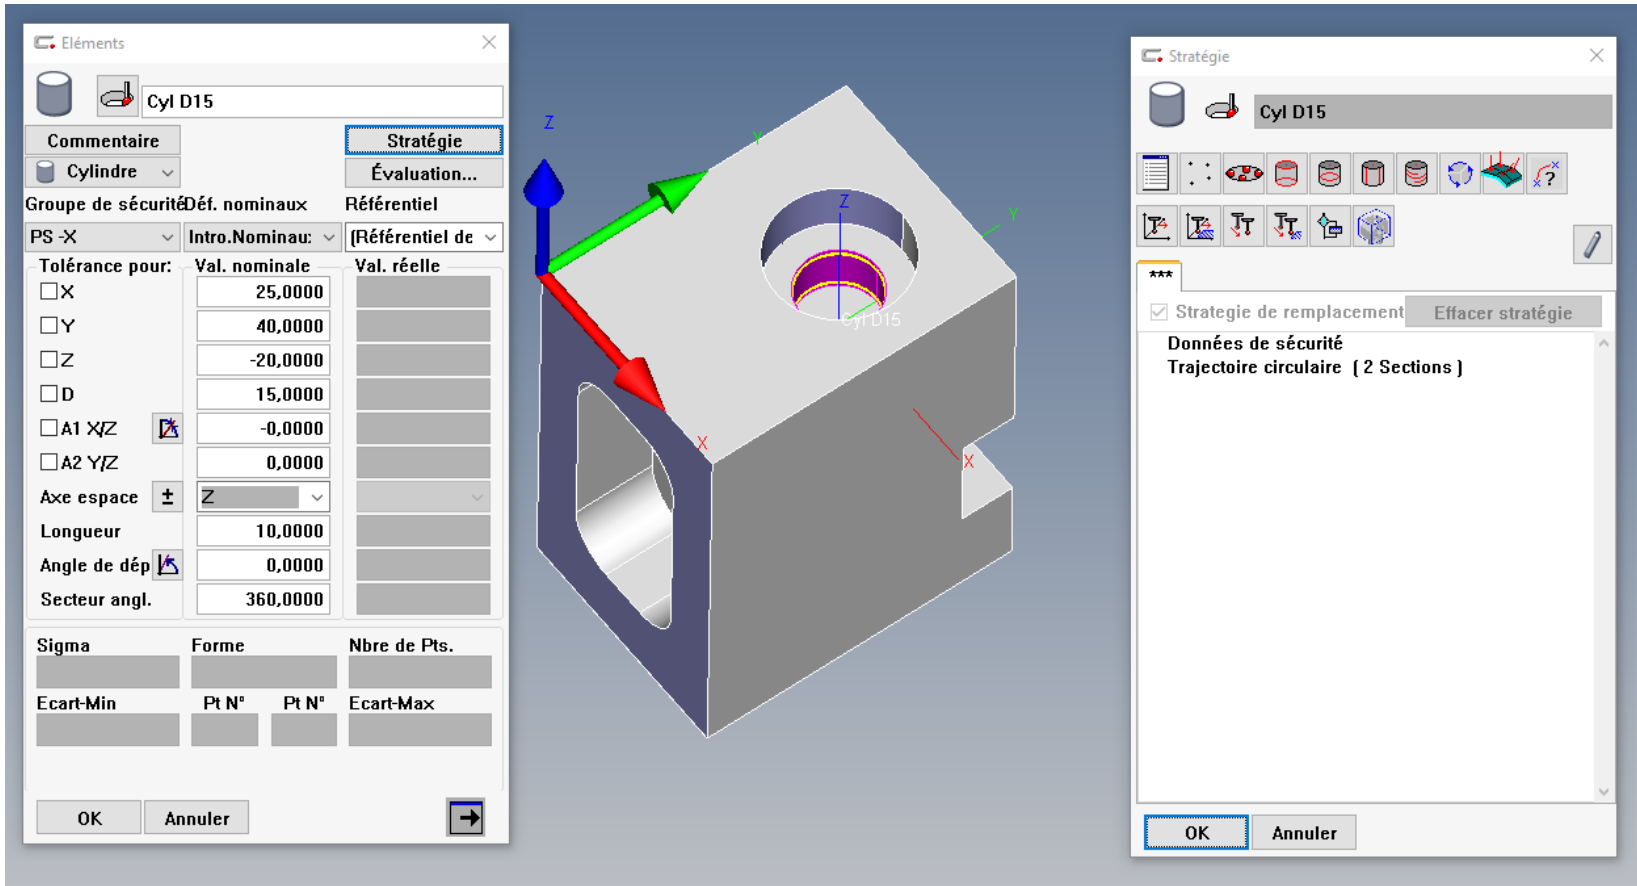 Eléments
Cyl D15
Commentaire
Stratégie
Cylindre
Évaluation...
Groupe de sécurité
Déf. nominaux
Référentiel
PS -X
Intro.Nominau:
(Référentiel de
Tolérance pour:
Val. nominale
Val. réelle
X
25,0000
Y
40,0000
Z
-20,0000
D
15,0000
A1 X/Z
-0,0000
A2 Y/Z
0,0000
Axe espace
±
Z
Longueur
10,0000
Angle de dép
0,0000
Secteur angl.
360,0000
Sigma
Forme
Nbre de Pts.
Ecart-Min
Pt N°
Pt N°
Ecart-Max
OK
Annuler
Z
Y
Z
Y
Cyl D15
X
X
Stratégie
Cyl D15
***
Strategie de remplacement
Effacer stratégie
Données de sécurité
Trajectoire circulaire ( 2 Sections )
OK
Annuler